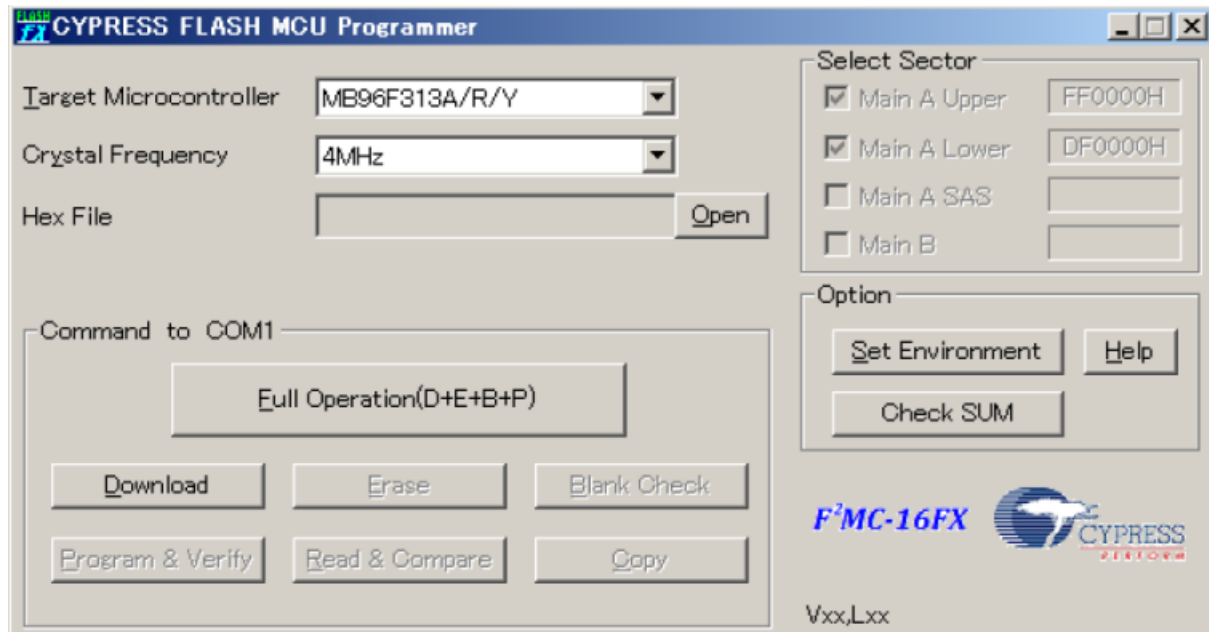 FLASH
FX CYPRESS FLASH MCU Programmer
Target Microcontroller MB96F313A/R/Y
Crystal Frequency 4MHz
Hex File Open
Select Sector
Main A Upper FF0000H
Main A Lower DF0000H
Main A SAS
Main B
Command to COM1
Full Operation(D+E+B+P)
Download Erase Blank Check
Program & Verify Read & Compare Copy
Option
Set Environment Help
Check SUM
F²MC-16FX
CYPRESS
PERFORM
Vxx,Lxx